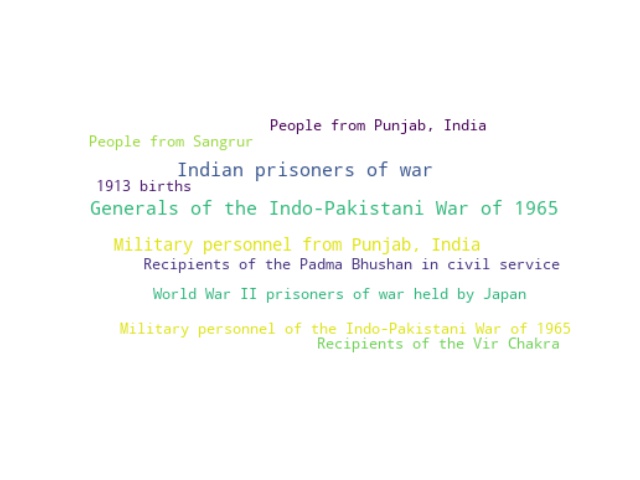 People from Punjab, India
People from Sangrur
Indian prisoners of war
1913 births
Generals of the Indo-Pakistani War of 1965
Military personnel from Punjab, India
Recipients of the Padma Bhushan in civil service
World War II prisoners of war held by Japan
Military personnel of the Indo-Pakistani War of 1965
Recipients of the Vir Chakra